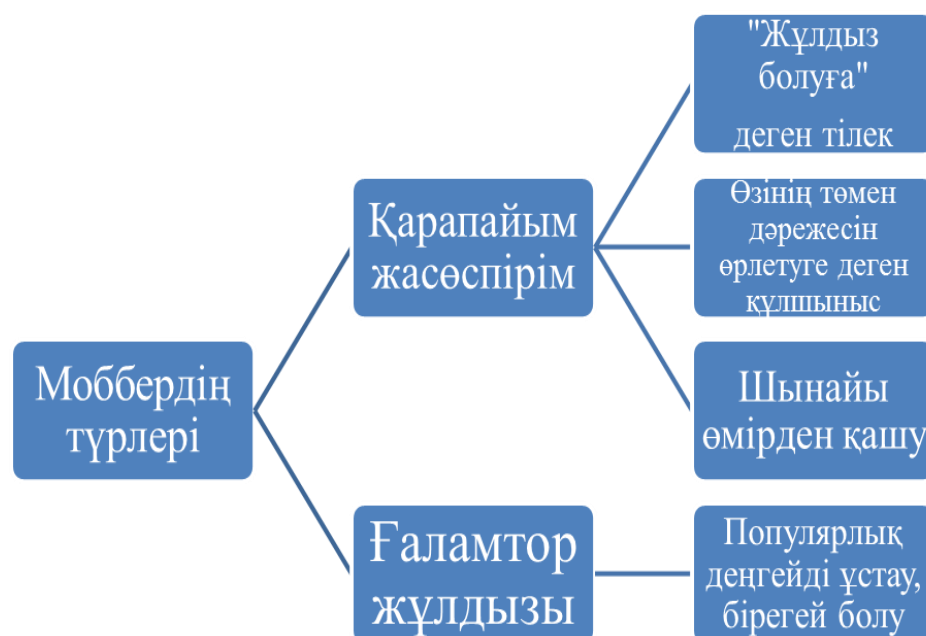 Моббердің
түрлері
Қарапайым
жасөспірім
"Жұлдыз
болуға"
деген тілек
Өзінің төмен
дәрежесін
өрлетуге деген
құлшыныс
Шынайы
өмірден қашу
Ғаламтор
жұлдызы
Популярлық
деңгейді ұстау,
бірегей болу